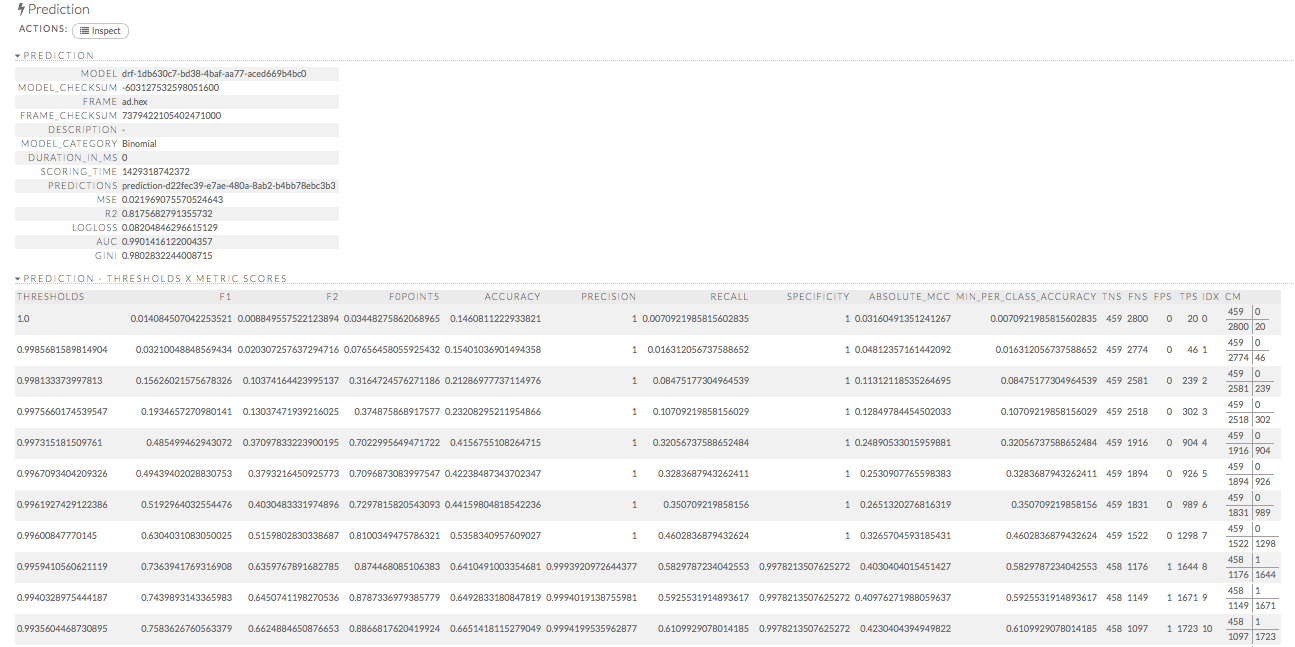 Prediction
ACTIONS: Inspect
PREDICTION
MODEL drf-1db630c7-bd38-4baf-aa77-aced669b4bc0
MODEL_CHECKSUM -603127532598051600
FRAME ad.hex
FRAME_CHECKSUM 7379422105402471000
DESCRIPTION -
MODEL_CATEGORY Binomial
DURATION_IN_MS 0
SCORING_TIME 1429318742372
PREDICTIONS prediction-d22fec39-e7ae-480a-8ab2-b4bb78ebc3b3
MSE 0.021969075570524643
R2 0.8175682791355732
LOGLOSS 0.08204846296615129
AUC 0.9901416122004357
GINI 0.9802832244008715
PREDICTION - THRESHOLDS X METRIC SCORES
THRESHOLDS F1 F2 F0POINT5 ACCURACY PRECISION RECALL SPECIFICITY ABSOLUTE_MCC MIN_PER_CLASS_ACCURACY TNS FNS FPS TPS IDX CM
1.0 0.014084507042253521 0.008849557522123894 0.03448275862068965 0.1460811222933821 1 0.0070921985815602835 1 0.03160491351241267 0.0070921985815602835 459 2800 0 20 0 459 0
2800 20
0.9985681589814904 0.03210048848569434 0.020307257637294716 0.07656458055925432 0.15401036901494358 1 0.016312056737588652 1 0.04812357161442092 0.016312056737588652 459 2774 0 46 1 459 0
2774 46
0.998133373997813 0.15626021575678326 0.10374164423995137 0.3164724576271186 0.21286977737114976 1 0.08475177304964539 1 0.11312118535264695 0.08475177304964539 459 2581 0 239 2 459 0
2581 239
0.9975660174539547 0.1934657270980141 0.13037471939216025 0.374875868917577 0.23208295211954866 1 0.10709219858156029 1 0.12849784454502033 0.10709219858156029 459 2518 0 302 3 459 0
2518 302
0.997315181509761 0.485499462943072 0.37097833223900195 0.7022995649471722 0.4156755108264715 1 0.32056737588652484 1 0.24890533015959881 0.32056737588652484 459 1916 0 904 4 459 0
1916 904
0.9967093404209326 0.49439402028830753 0.3793216450925773 0.7096873083997547 0.42238487343702347 1 0.3283687943262411 1 0.2530907765598383 0.3283687943262411 459 1894 0 926 5 459 0
1894 926
0.9961927429122386 0.5192964032554476 0.4030483331974896 0.7297815820543093 0.44159804818542236 1 0.350709219858156 1 0.2651320276816319 0.350709219858156 459 1831 0 989 6 459 0
1831 989
0.99600847770145 0.6304031083050025 0.5159802830338687 0.8100349475786321 0.5358340957609027 1 0.4602836879432624 1 0.3265704593185431 0.4602836879432624 459 1522 0 1298 7 459 0
1522 1298
0.9959410560621119 0.7363941769316908 0.6359767891682785 0.874468085106383 0.6410491003354681 0.9993920972644377 0.5829787234042553 0.9978213507625272 0.4030404015451427 0.5829787234042553 458 1176 1 1644 8 458 1
1176 1644
0.9940328975444187 0.7439893143365983 0.6450741198270536 0.8787336979385779 0.6492833180847819 0.9994019138755981 0.5925531914893617 0.9978213507625272 0.40976271988059637 0.5925531914893617 458 1149 1 1671 9 458 1
1149 1671
0.9935604468730895 0.7583626760563379 0.6624884650876653 0.8866817620419924 0.6651418115279049 0.9994199535962877 0.6109929078014185 0.9978213507625272 0.4230404394949822 0.6109929078014185 458 1097 1 1723 10 458 1
1097 1723